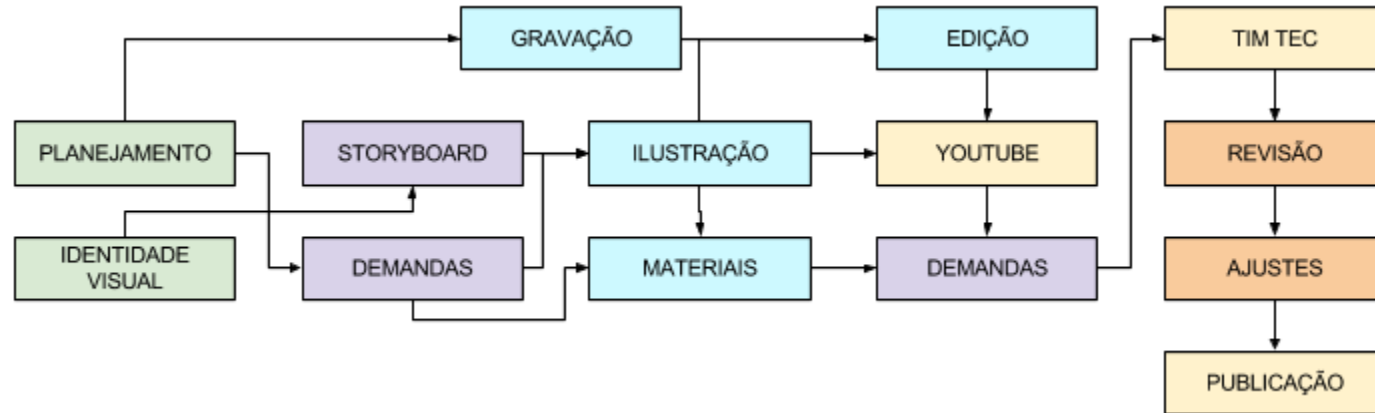 GRAVAÇÃO
EDIÇÃO
TIM TEC
PLANEJAMENTO
STORYBOARD
ILUSTRAÇÃO
YOUTUBE
REVISÃO
IDENTIDADE
VISUAL
DEMANDAS
MATERIAIS
DEMANDAS
AJUSTES
PUBLICAÇÃO